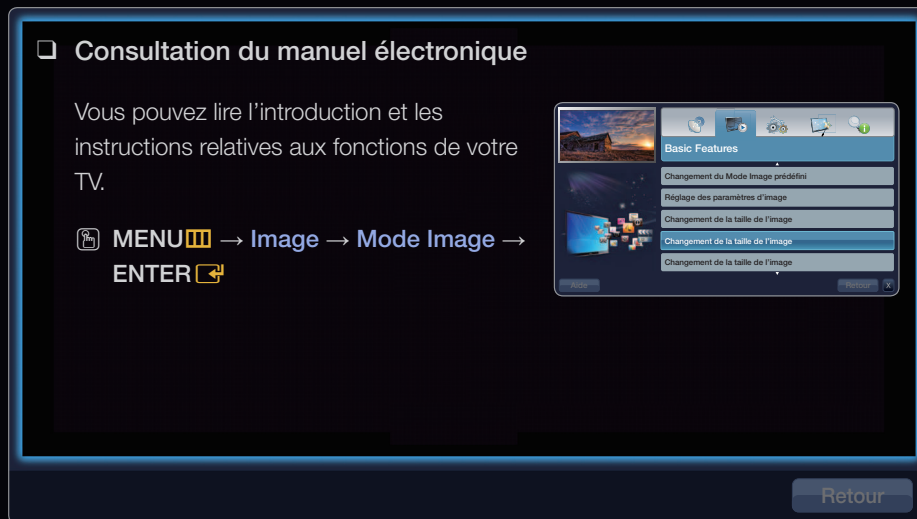 Consultation du manuel électronique
Vous pouvez lire l'introduction et les
instructions relatives aux fonctions de votre
TV.
MENU → Image → Mode Image →
ENTER
Basic Features
Changement du Mode Image prédéfini
Réglage des paramètres d'image
Changement de la taille de l'image
Changement de la taille de l'image
Changement de la taille de l'image
Aide
Retour X
Retour